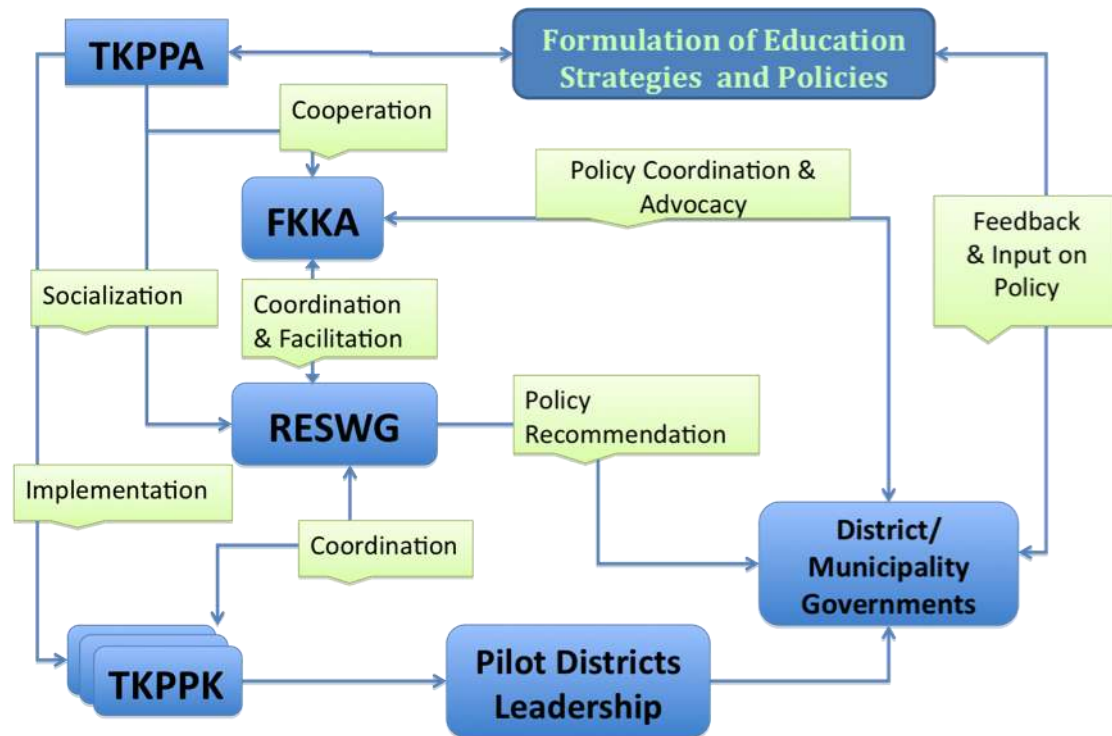 TKPPA
Formulation of Education
Strategies and Policies
Cooperation
Policy Coordination &
Advocacy
FKKA
Feedback
& Input on
Policy
Socialization
Coordination
& Facilitation
RESWG
Policy
Recommendation
Implementation
Coordination
District/
Municipality
Governments
TKPPK
Pilot Districts
Leadership